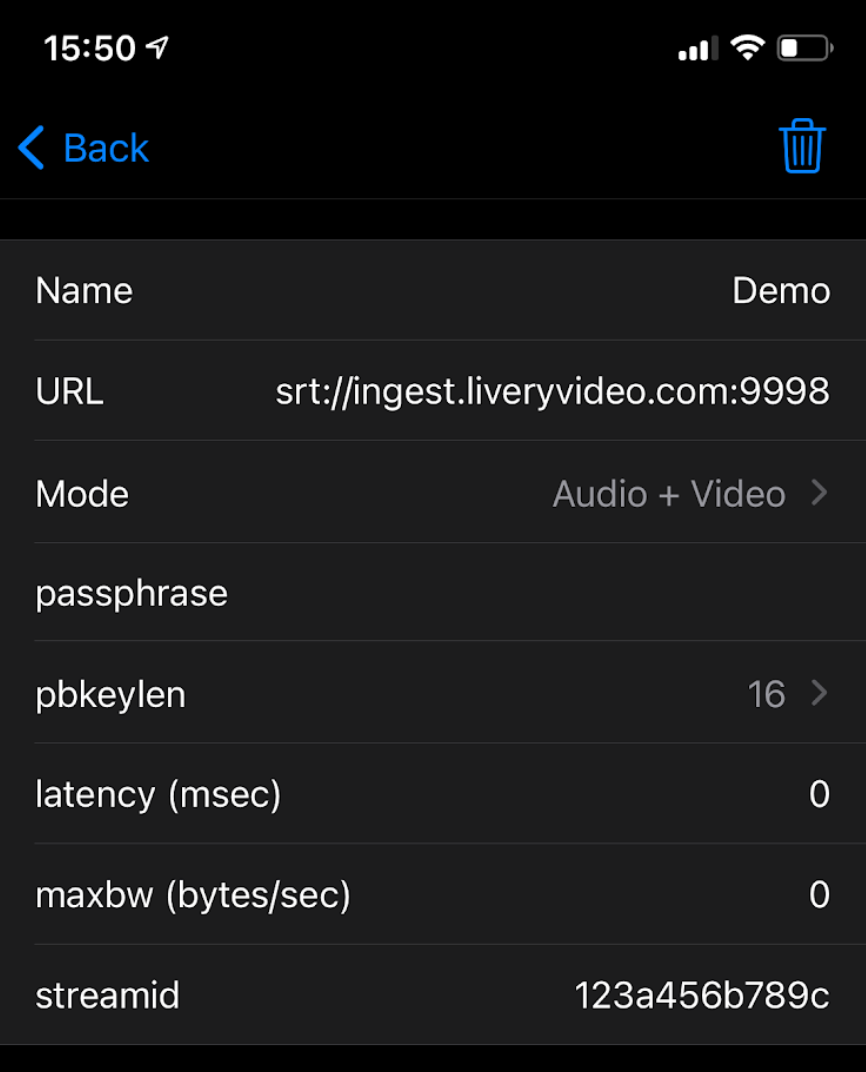 15:50
Back
Name Demo
URL srt://ingest.liveryvideo.com:9998
Mode Audio + Video
passphrase
pbkeylen 16
latency (msec) 0
maxbw (bytes/sec) 0
streamid 123a456b789c